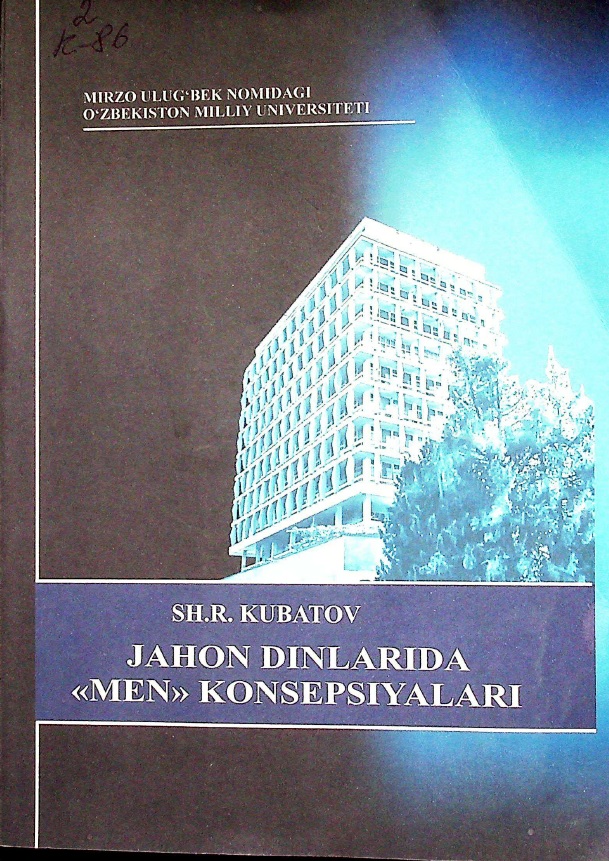 2
K-86
MIRZO ULUG‘BEK NOMIDAGI
O‘ZBEKISTON MILLIY UNIVERSITETI
SH.R. KUBATOV
JAHON DINLARIDA
«MEN» KONSEPSIYALARI